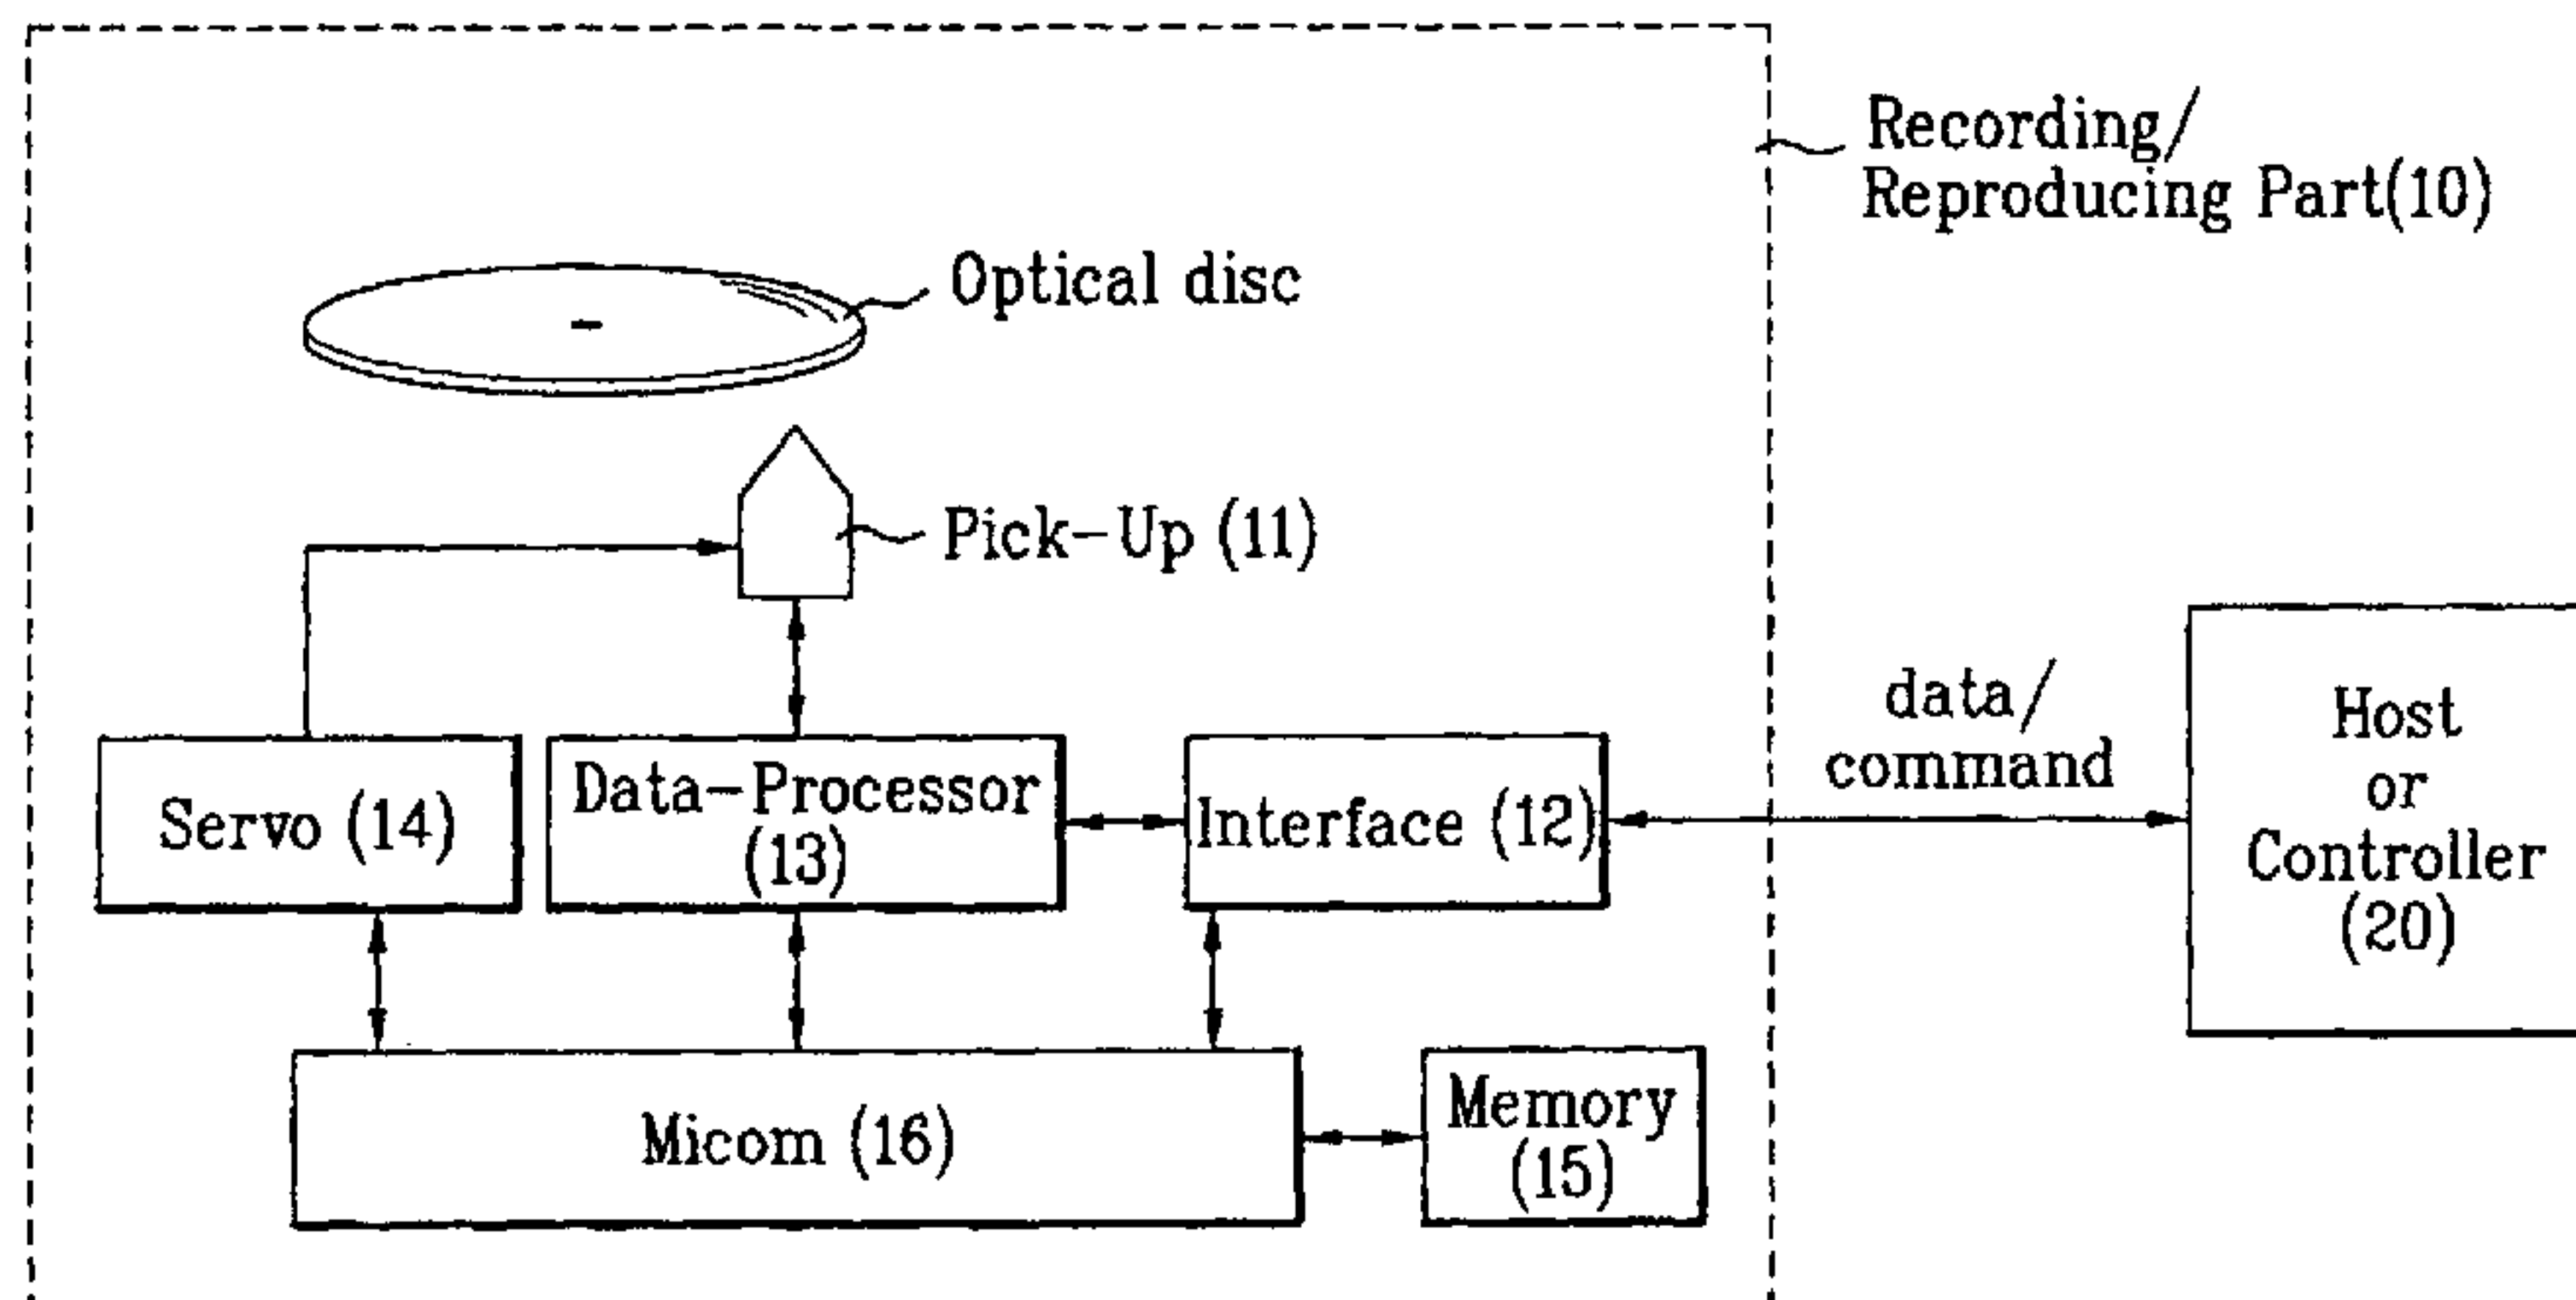 Recording/
Reproducing Part(10)
Optical disc
Pick-Up (11)
data/
command
Host
or
Controller
(20)
Servo (14)
Data-Processor
(13)
Interface (12)
Micom (16)
Memory
(15)